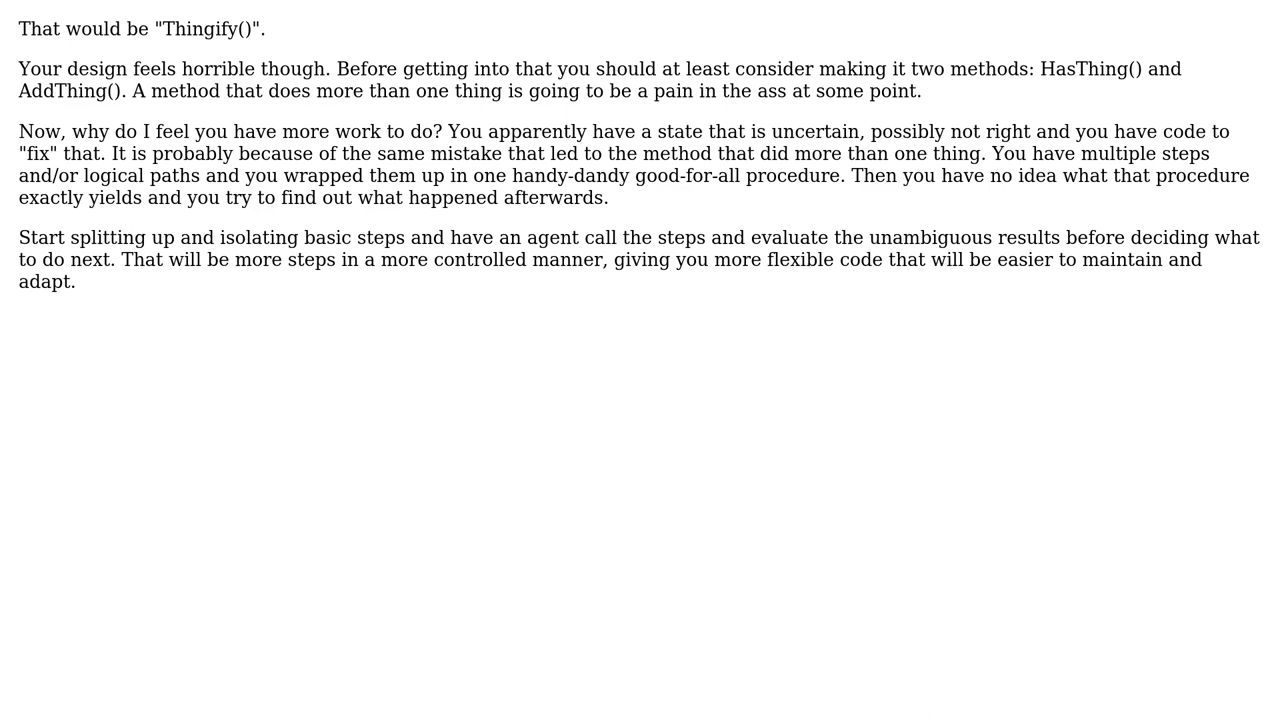 That would be "Thingify()".
Your design feels horrible though. Before getting into that you should at least consider making it two methods: HasThing() and
AddThing(). A method that does more than one thing is going to be a pain in the ass at some point.
Now, why do I feel you have more work to do? You apparently have a state that is uncertain, possibly not right and you have code to
"fix" that. It is probably because of the same mistake that led to the method that did more than one thing. You have multiple steps
and/or logical paths and you wrapped them up in one handy-dandy good-for-all procedure. Then you have no idea what that procedure
exactly yields and you try to find out what happened afterwards.
Start splitting up and isolating basic steps and have an agent call the steps and evaluate the unambiguous results before deciding what
to do next. That will be more steps in a more controlled manner, giving you more flexible code that will be easier to maintain and
adapt.